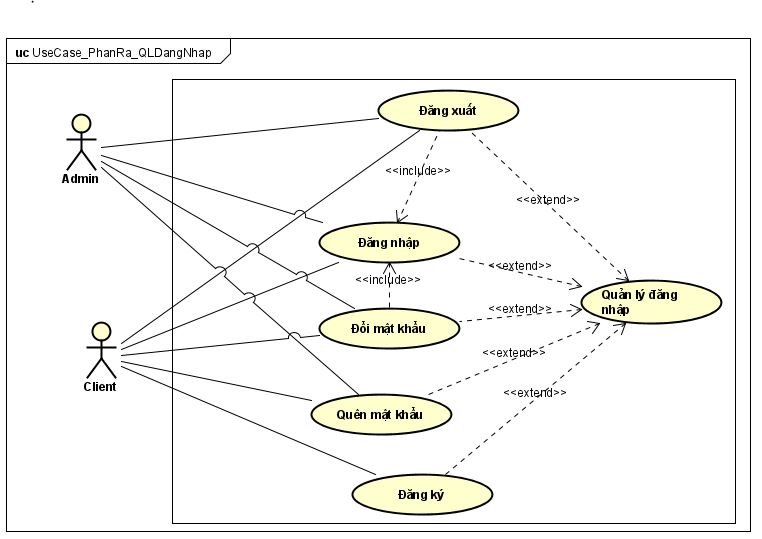 uc UseCase_PhanRa_QLDangNhap
Đăng xuất
Admin
<<include>>
<<extend>>
Đăng nhập
<<extend>>
<<include>>
Quản lý đăng
nhập
<<extend>>
Đổi mật khẩu
<<extend>>
Client
<<extend>>
Quên mật khẩu
Đăng ký